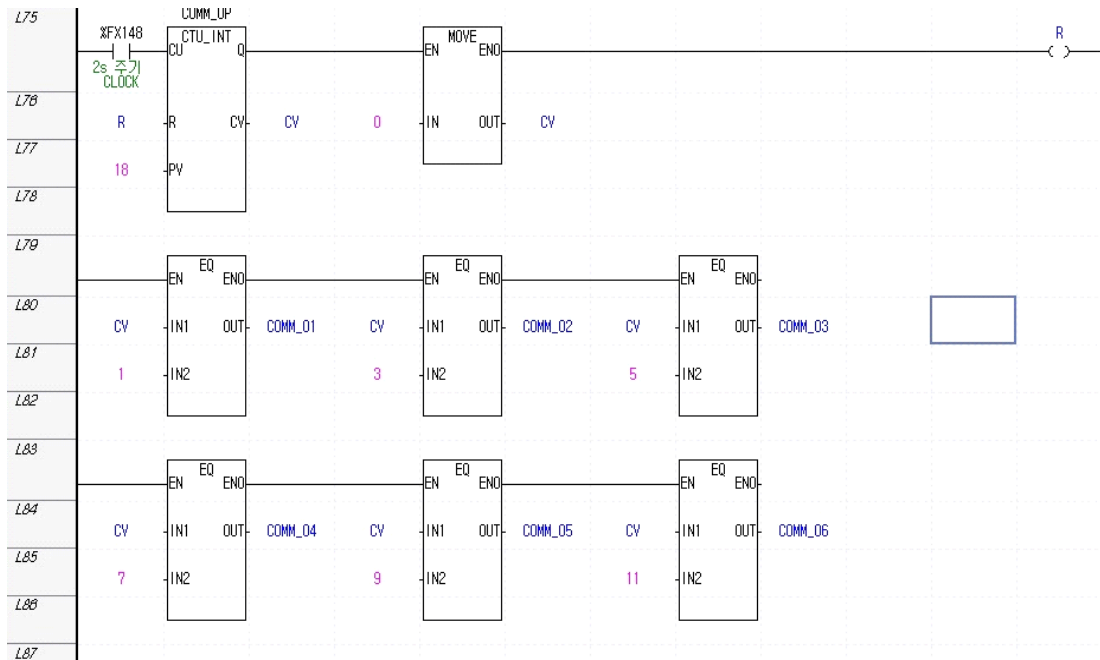 L75
COMM_UP
%FX148
CTU_INT
MOVE
R
CU Q
EN ENO
2s 주기
CLOCK
L76
R R CV CV 0 IN OUT CV
L77
18 PV
L78
L79
EQ EQ EQ
EN ENO EN ENO EN ENO
L80
CV IN1 OUT COMM_01 CV IN1 OUT COMM_02 CV IN1 OUT COMM_03
L81
1 IN2 3 IN2 5 IN2
L82
L83
EQ EQ EQ
EN ENO EN ENO EN ENO
L84
CV IN1 OUT COMM_04 CV IN1 OUT COMM_05 CV IN1 OUT COMM_06
L85
7 IN2 9 IN2 11 IN2
L86
L87